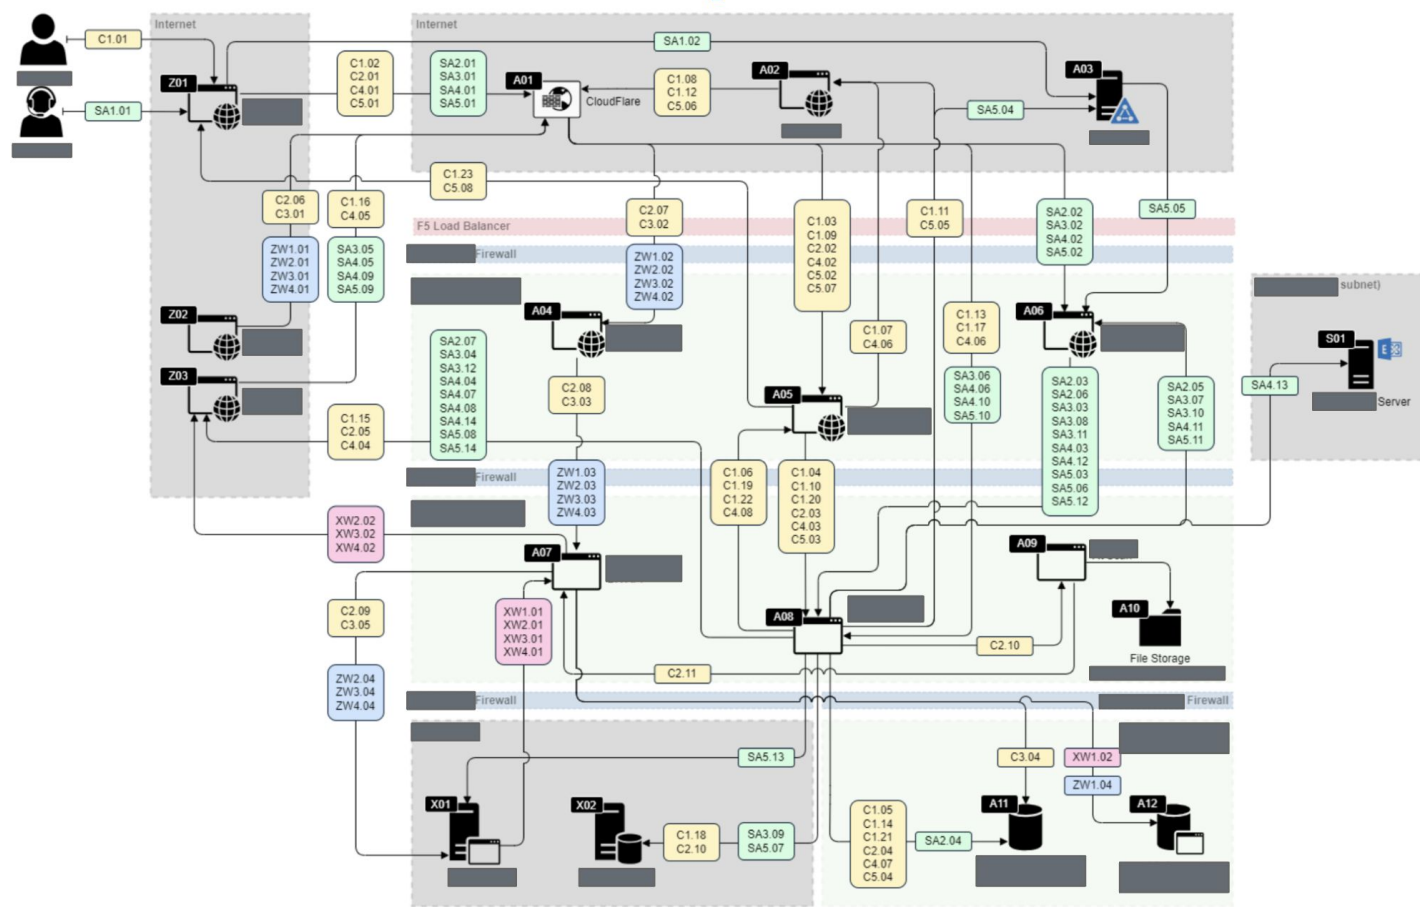 Internet
Internet
C1.01
SA1.01
Z01
C1.02
C2.01
C4.01
C5.01
SA2.01
SA3.01
SA4.01
SA5.01
SA1.02
A01
CloudFlare
C1.08
C1.12
C5.06
A02
A03
SA5.04
C1.23
C5.08
C2.06
C3.01
C1.16
C4.05
C2.07
C3.02
C1.03
C1.09
C2.02
C4.02
C5.02
C5.07
C1.11
C5.05
SA2.02
SA3.02
SA4.02
SA5.02
SA5.05
F5 Load Balancer
Firewall
ZW1.01
ZW2.01
ZW3.01
ZW4.01
SA3.05
SA4.05
SA4.09
SA5.09
ZW1.02
ZW2.02
ZW3.02
ZW4.02
subnet)
Z02
A04
C1.07
C4.06
C1.13
C1.17
C4.06
A06
S01
Server
SA2.07
SA3.04
SA3.12
SA4.04
SA4.07
SA4.08
SA4.14
SA5.08
SA5.14
Z03
C2.08
C3.03
A05
SA3.06
SA4.06
SA4.10
SA5.10
SA2.03
SA2.06
SA3.03
SA3.08
SA3.11
SA4.03
SA4.12
SA5.03
SA5.06
SA5.12
SA2.05
SA3.07
SA3.10
SA4.11
SA5.11
SA4.13
C1.15
C2.05
C4.04
Firewall
ZW1.03
ZW2.03
ZW3.03
ZW4.03
C1.06
C1.19
C1.22
C4.08
C1.04
C1.10
C1.20
C2.03
C4.03
C5.03
XW2.02
XW3.02
XW4.02
A07
A09
A10
File Storage
C2.09
C3.05
XW1.01
XW2.01
XW3.01
XW4.01
A08
C2.10
C2.11
ZW2.04
ZW3.04
ZW4.04
Firewall
Firewall
SA5.13
C3.04
XW1.02
ZW1.04
X01
X02
C1.18
C2.10
SA3.09
SA5.07
C1.05
C1.14
C1.21
C2.04
C4.07
C5.04
SA2.04
A11
A12